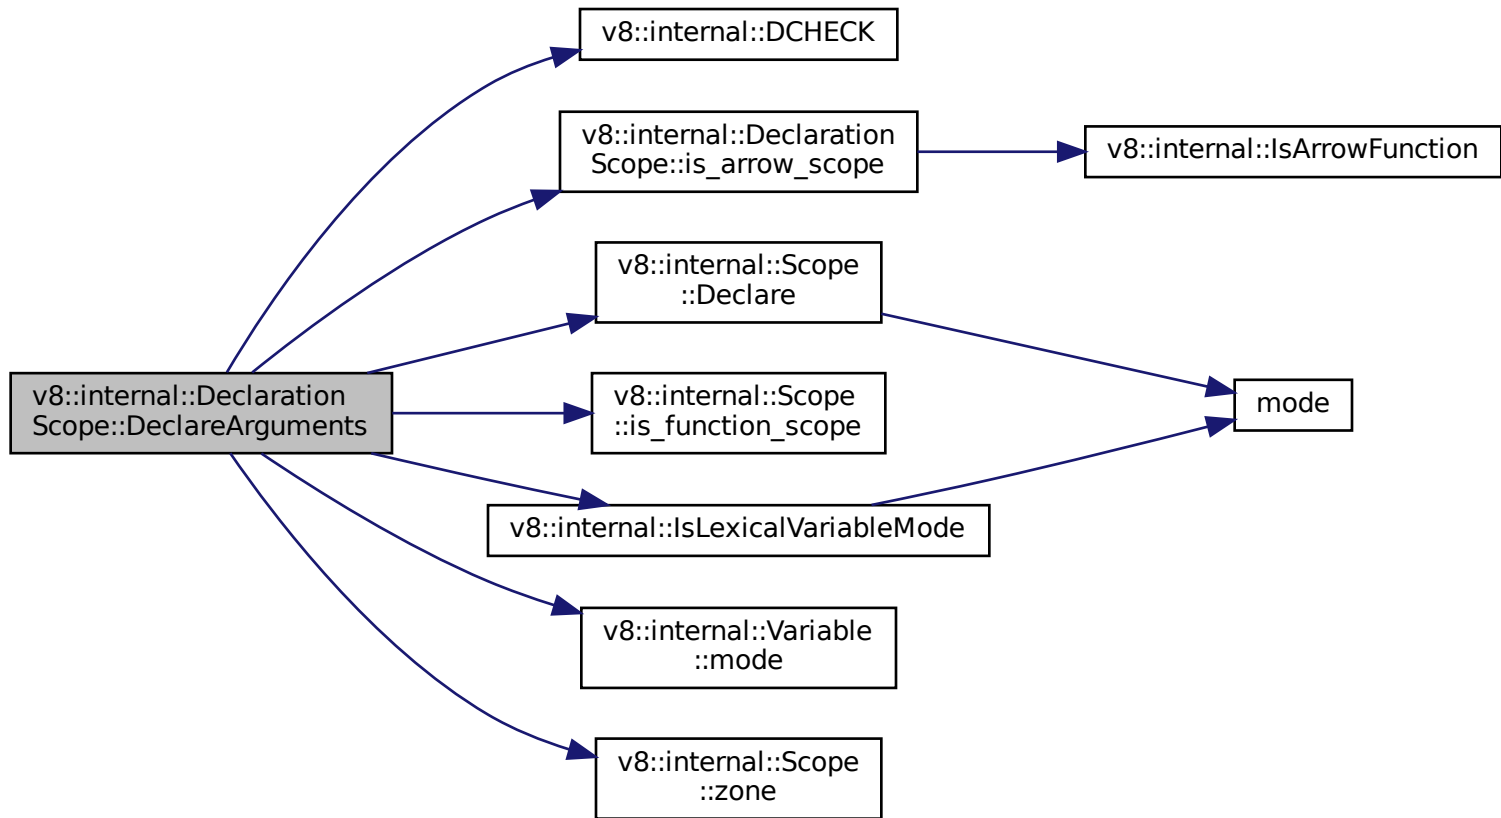 v8::internal::DCHECK
v8::internal::Declaration
Scope::is_arrow_scope
v8::internal::IsArrowFunction
v8::internal::Scope
::Declare
v8::internal::Declaration
Scope::DeclareArguments
v8::internal::Scope
::is_function_scope
mode
v8::internal::IsLexicalVariableMode
v8::internal::Variable
::mode
v8::internal::Scope
::zone